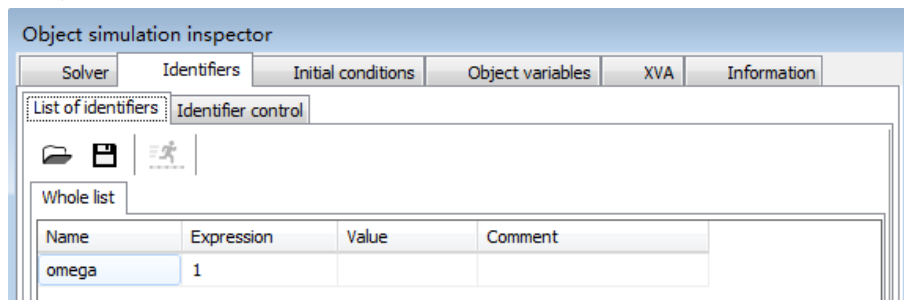 Object simulation inspector
Solver Identifiers Initial conditions Object variables XVA Information
List of identifiers Identifier control
Whole list
Name Expression Value Comment
omega 1